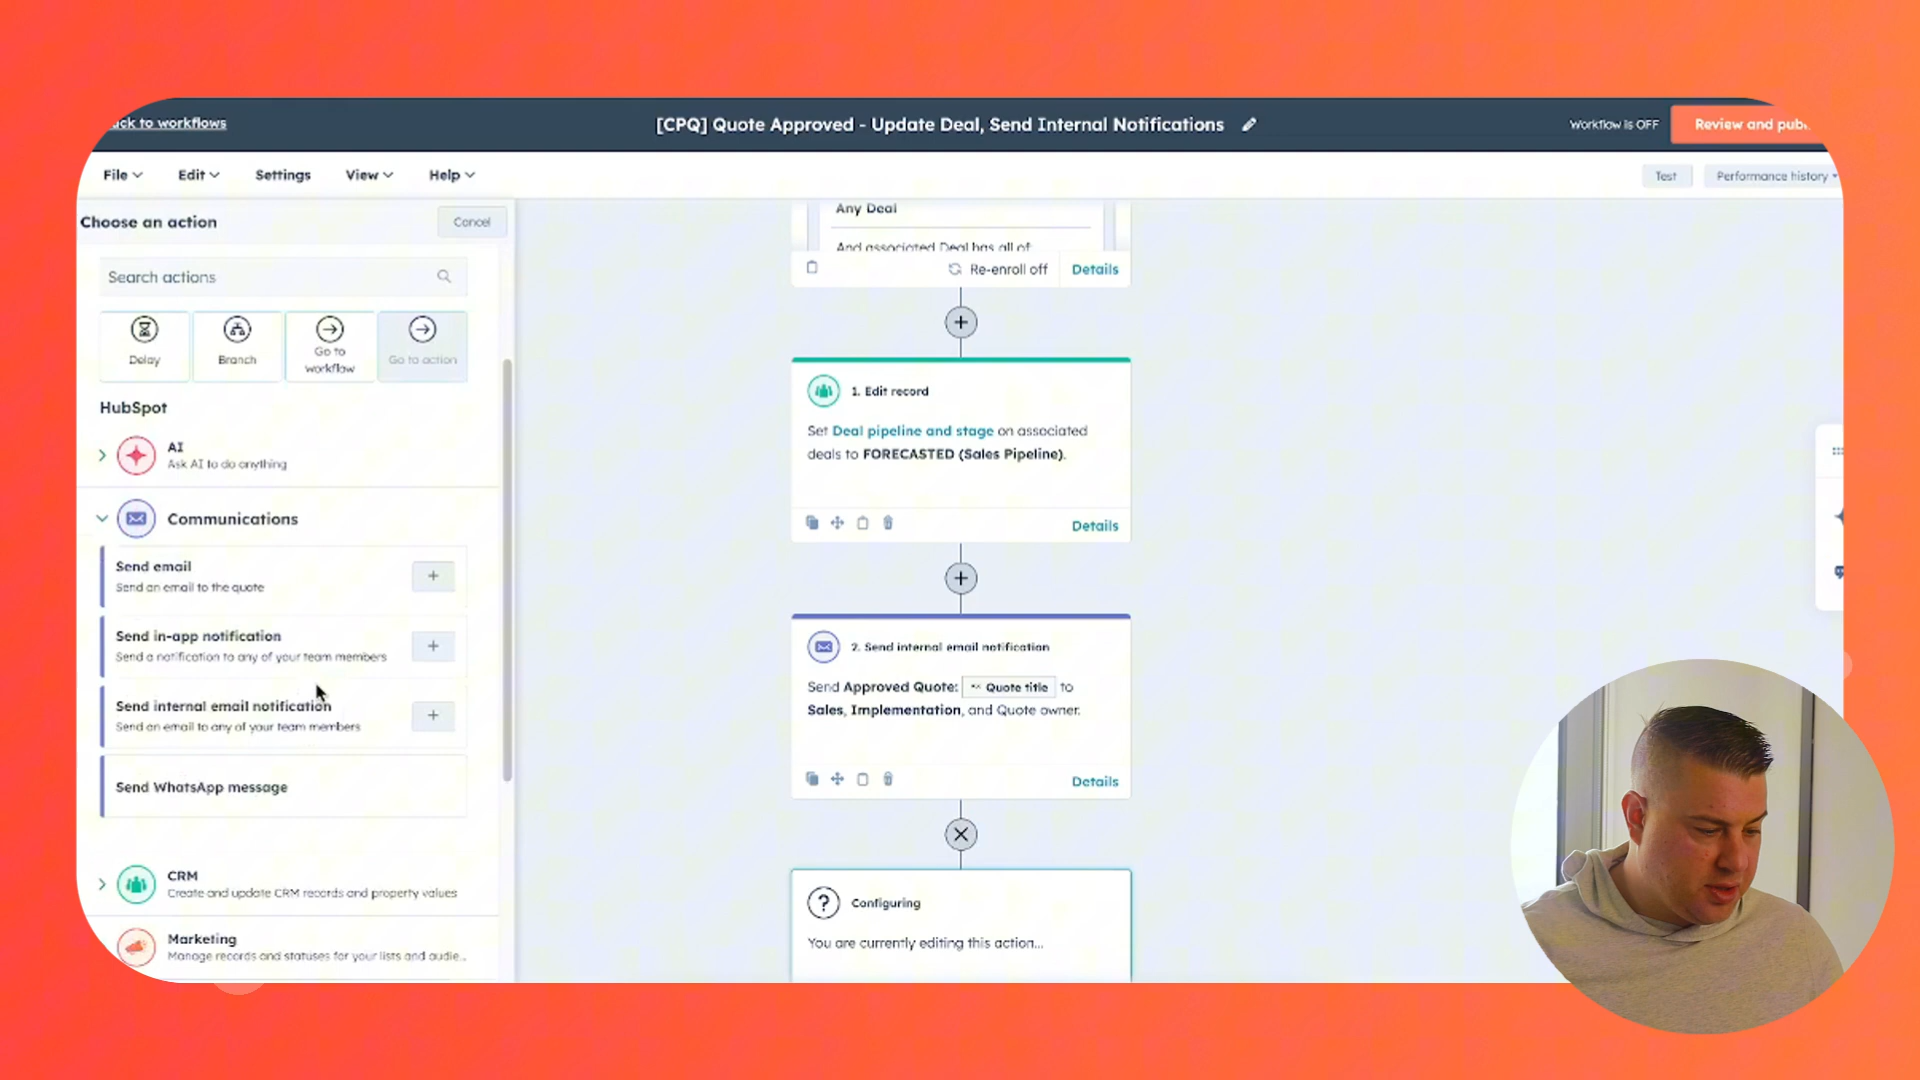 ck to workflows
[CPQ] Quote Approved - Update Deal, Send Internal Notifications
Workflow is OFF
Review and pub
File
Edit
Settings
View
Help
Test
Performance history
Choose an action
Cancel
Search actions
Delay
Branch
Go to
workflow
Go to action
HubSpot
AI
Ask AI to do anything
Communications
Send email
Send an email to the quote
Send in-app notification
Send a notification to any of your team members
Send internal email notification
Send an email to any of your team members
Send WhatsApp message
CRM
Create and update CRM records and property values
Marketing
Manage records and statuses for your lists and audie...
Any Deal
And associated Deal has all of:
Re-enroll off
Details
1. Edit record
Set Deal pipeline and stage on associated
deals to FORECASTED (Sales Pipeline).
Details
2. Send internal email notification
Send Approved Quote: Quote title to
Sales, Implementation, and Quote owner.
Details
? Configuring
You are currently editing this action...